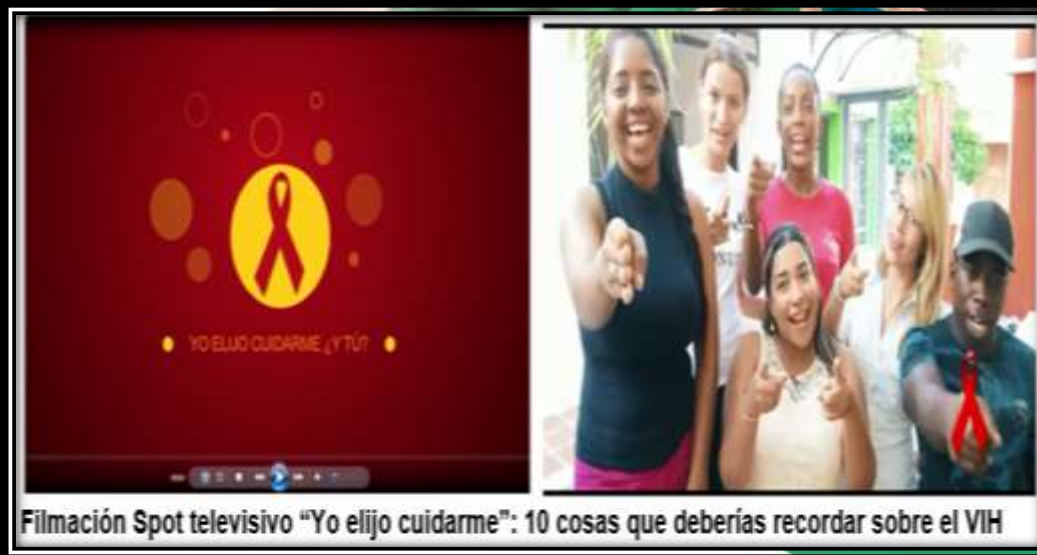 YO ELIJO CUIDARME ¿Y TÚ?
Filmación Spot televisivo “Yo elijo cuidarme”: 10 cosas que deberías recordar sobre el VIH